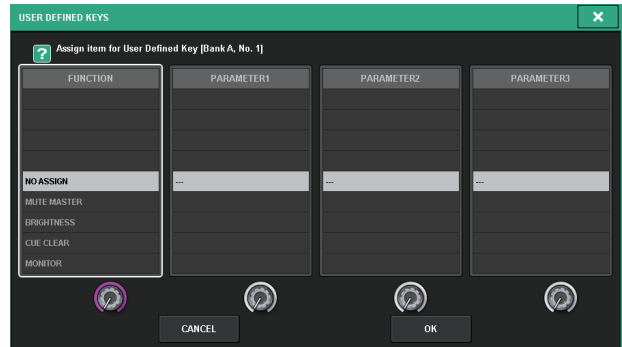 USER DEFINED KEYS
Assign item for User Defined Key [Bank A, No. 1]
FUNCTION PARAMETER1 PARAMETER2 PARAMETER3
NO ASSIGN --- --- ---
MUTE MASTER
BRIGHTNESS
CUE CLEAR
MONITOR
CANCEL OK